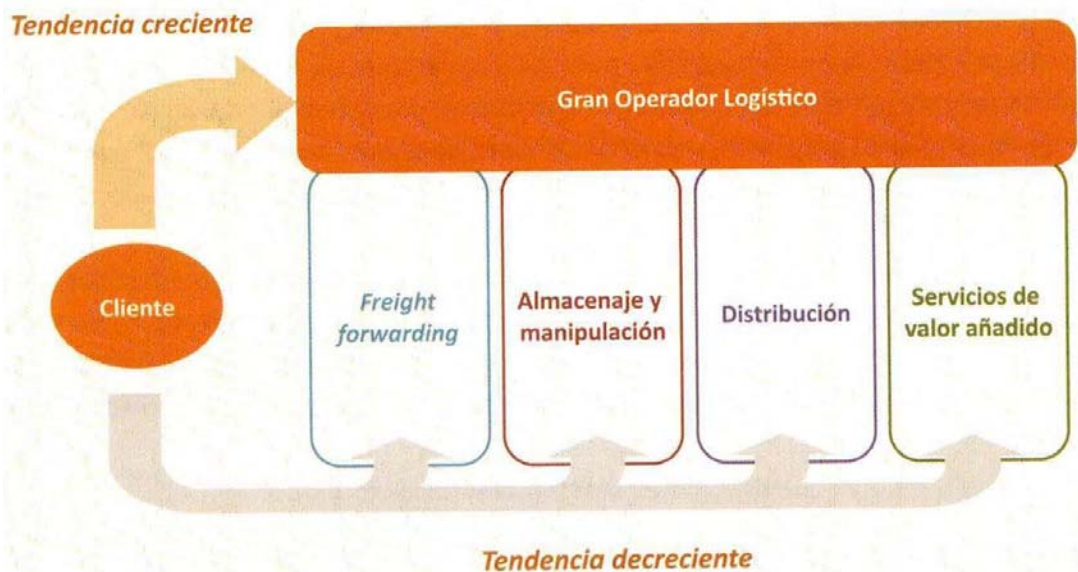 Tendencia creciente
Gran Operador Logístico
Cliente
Freight
forwarding
Almacenaje y
manipulación
Distribución
Servicios de
valor añadido
Tendencia decreciente